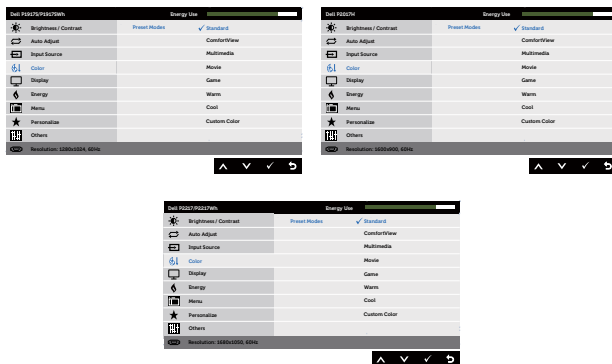 Dell P1917S/P1917SWh Energy Use
Brightness / Contrast Preset Modes ✓ Standard
Auto Adjust ComfortView
Input Source Multimedia
Color Movie
Display Game
Energy Warm
Menu Cool
Personalize Custom Color
Others
Resolution: 1280x1024, 60Hz
Dell P2017H Energy Use
Brightness / Contrast Preset Modes ✓ Standard
Auto Adjust ComfortView
Input Source Multimedia
Color Movie
Display Game
Energy Warm
Menu Cool
Personalize Custom Color
Others
Resolution: 1600x900, 60Hz
Dell P2217/P2217Wh Energy Use
Brightness / Contrast Preset Modes ✓ Standard
Auto Adjust ComfortView
Input Source Multimedia
Color Movie
Display Game
Energy Warm
Menu Cool
Personalize Custom Color
Others
Resolution: 1680x1050, 60Hz